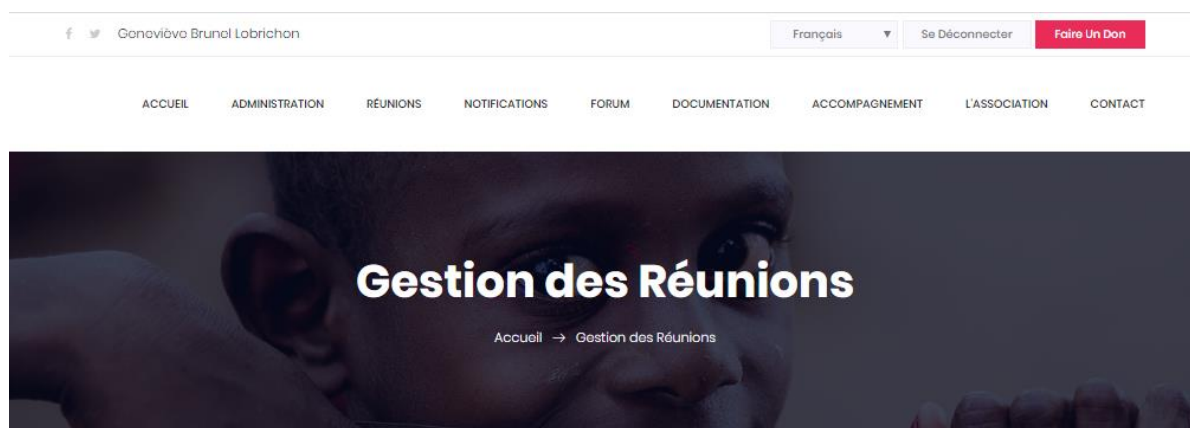 Geneviève Brunel Lobrichon
Français
Se Déconnecter
Faire Un Don
ACCUEIL ADMINISTRATION RÉUNIONS NOTIFICATIONS FORUM DOCUMENTATION ACCOMPAGNEMENT L'ASSOCIATION CONTACT
Gestion des Réunions
Accueil → Gestion des Réunions